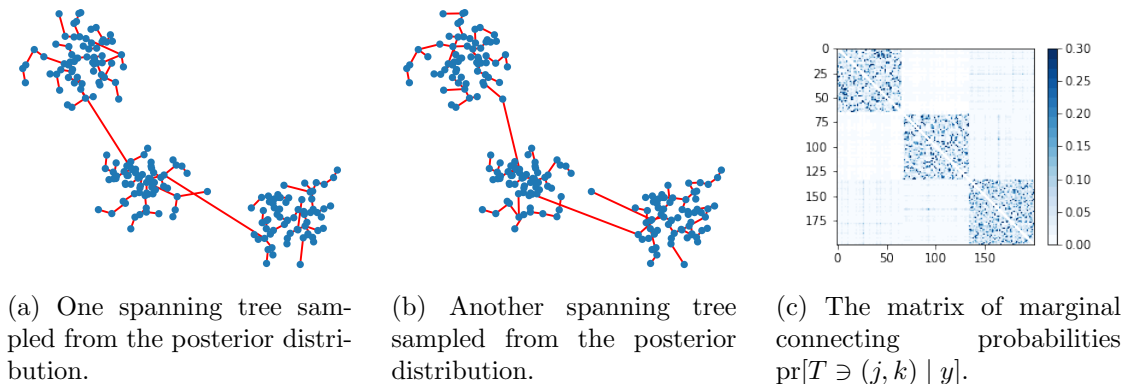 0
25
50
75
100
125
150
175
0
50
100
150
0.30
0.25
0.20
0.15
0.10
0.05
0.00
(a) One spanning tree sam-
pled from the posterior distri-
bution.
(b) Another spanning tree
sampled from the posterior
distribution.
(c) The matrix of marginal
connecting probabilities
pr[T ∋ (j, k) | y].